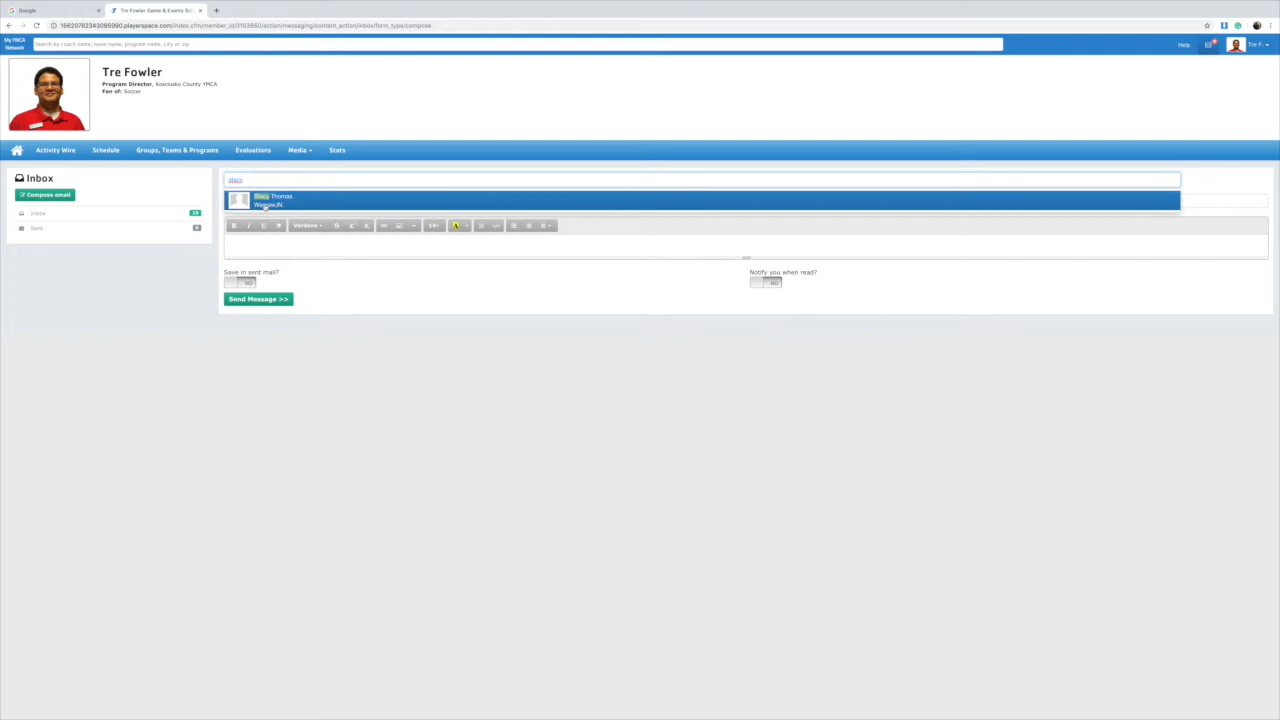 Google
Tre Fowler Game & Events Sch
15620762343085990.playerspace.com/index.cfm/member_id/3153860/action/messaging/content_action/inbox/form_type/compose
My YMCA
Network
Search by coach name, team name, program name, city or zip
Help
Tre F.
Tre Fowler
Program Director, Kosciusko County YMCA
Fan of: Soccer
Activity Wire Schedule Groups, Teams & Programs Evaluations Media Stats
Inbox
Compose email
Inbox 19
Sent 0
stacy
Stacy Thomas
Warsaw,IN
B I U Verdana S X X 14 A
Save in sent mail?
NO
Notify you when read?
NO
Send Message >>